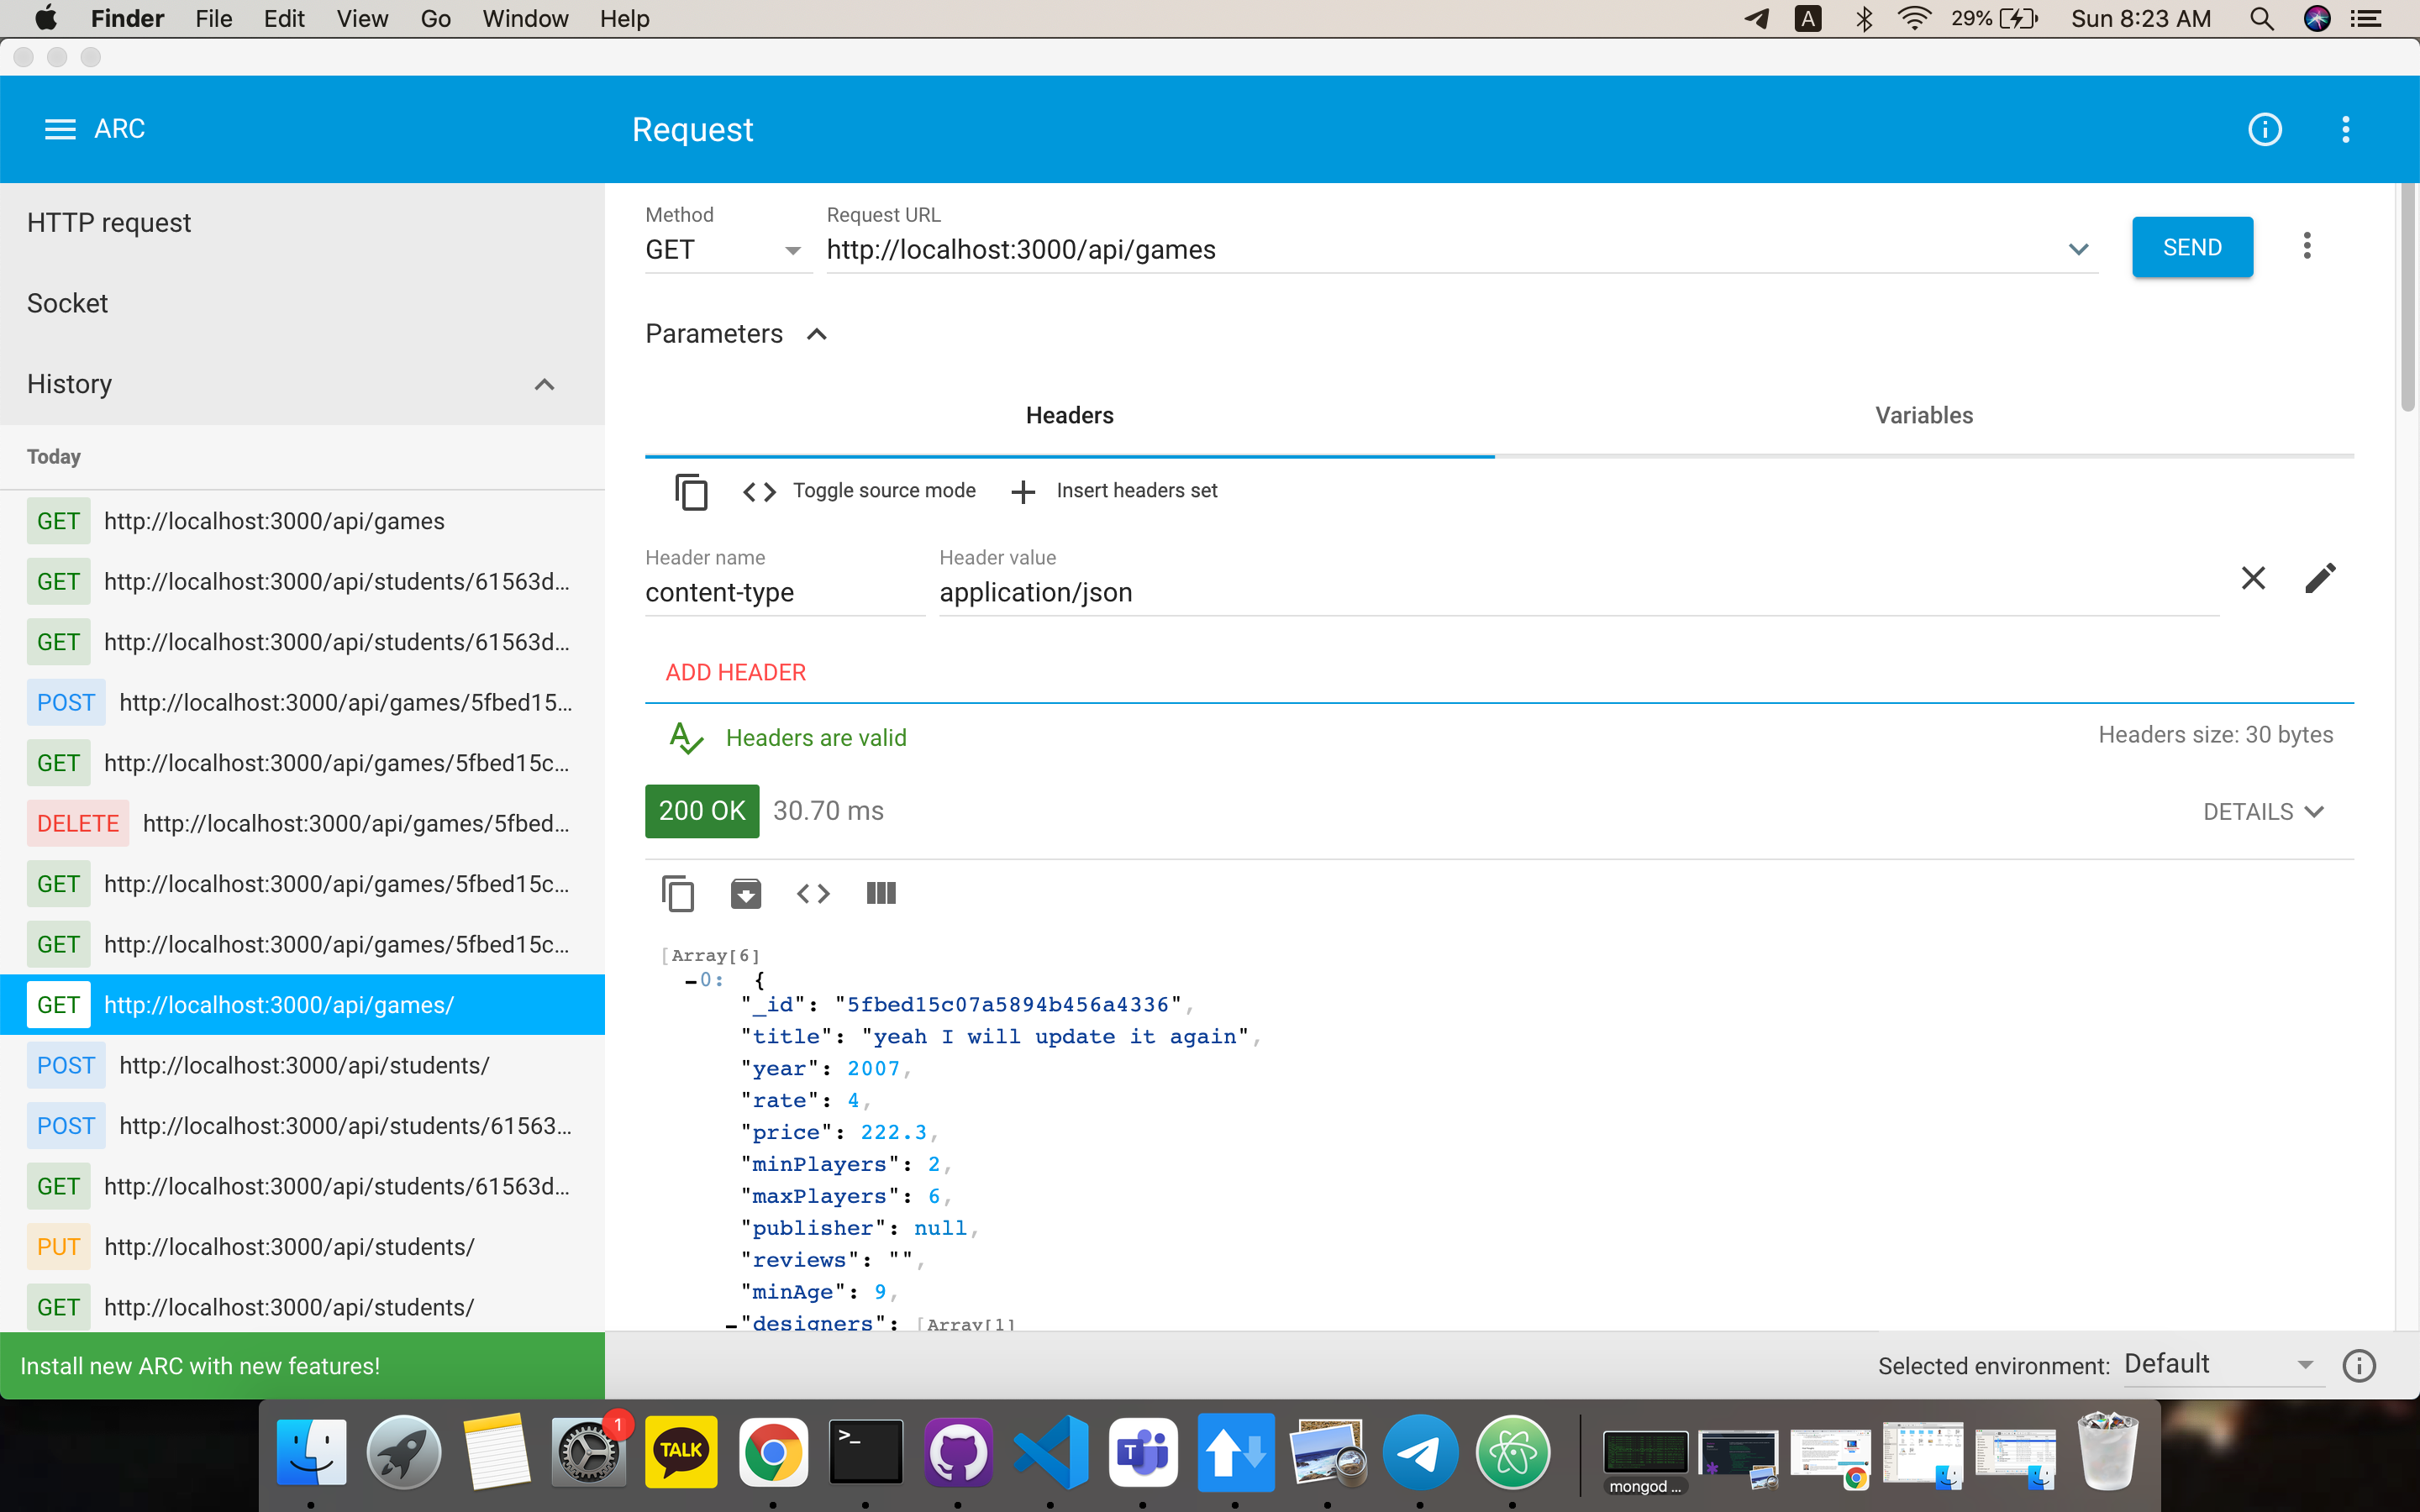 Finder File Edit View Go Window Help
A 29% Sun 8:23 AM
ARC
Request
HTTP request
Socket
History
Today
GET http://localhost:3000/api/games
GET http://localhost:3000/api/students/61563d...
GET http://localhost:3000/api/students/61563d...
POST http://localhost:3000/api/games/5fbed15...
GET http://localhost:3000/api/games/5fbed15c...
DELETE http://localhost:3000/api/games/5fbed...
GET http://localhost:3000/api/games/5fbed15c...
GET http://localhost:3000/api/games/5fbed15c...
GET http://localhost:3000/api/games/
POST http://localhost:3000/api/students/
POST http://localhost:3000/api/students/61563...
GET http://localhost:3000/api/students/61563d...
PUT http://localhost:3000/api/students/
GET http://localhost:3000/api/students/
Install new ARC with new features!
Method
GET
Request URL
http://localhost:3000/api/games
SEND
Parameters
Headers
Variables
Toggle source mode
Insert headers set
Header name
content-type
Header value
application/json
ADD HEADER
Headers are valid
Headers size: 30 bytes
200 OK 30.70 ms
DETAILS
[Array[6]
-0: {
"_id": "5fbed15c07a5894b456a4336",
"title": "yeah I will update it again",
"year": 2007,
"rate": 4,
"price": 222.3,
"minPlayers": 2,
"maxPlayers": 6,
"publisher": null,
"reviews": "",
"minAge": 9,
-"designers": [Array[1]
Selected environment: Default
1
TALK
>_
T
mongod ...